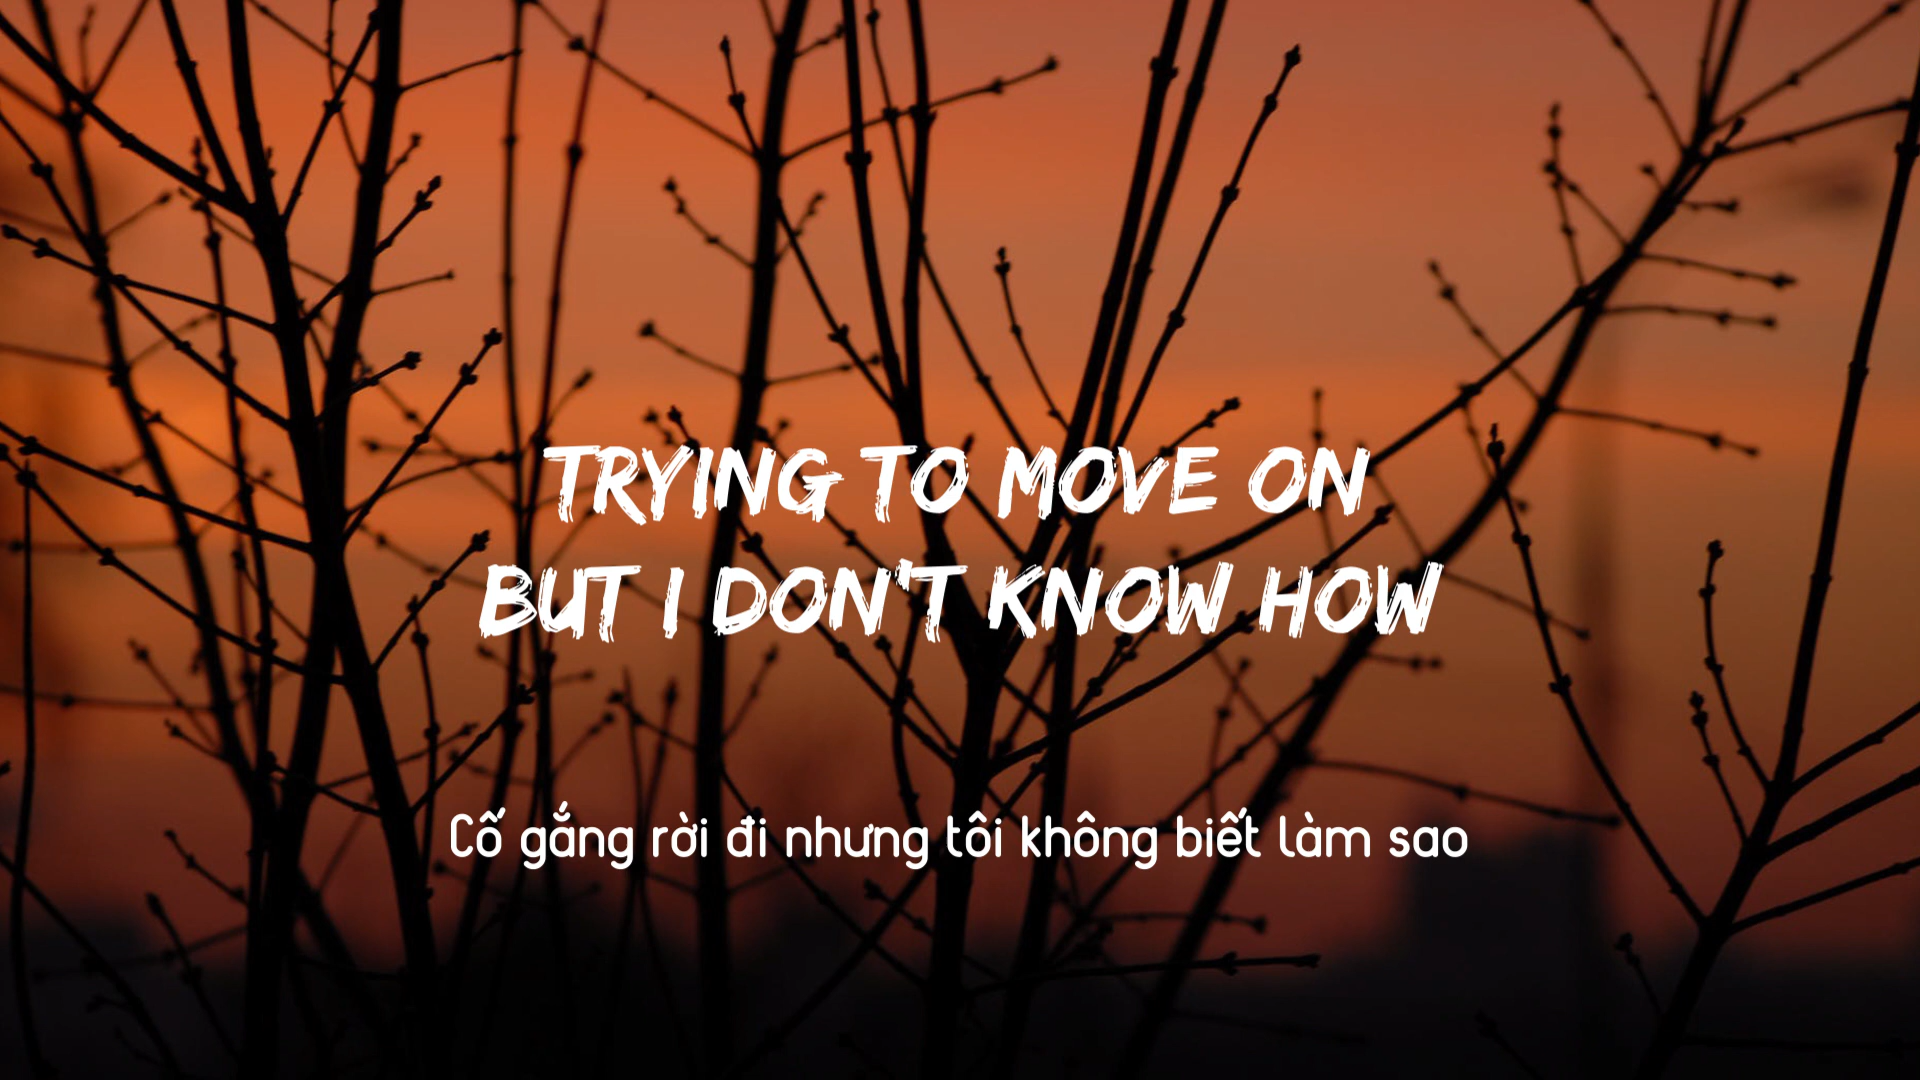 TRYING TO MOVE ON
BUT I DON'T KNOW HOW
Cố gắng rời đi nhưng tôi không biết làm sao